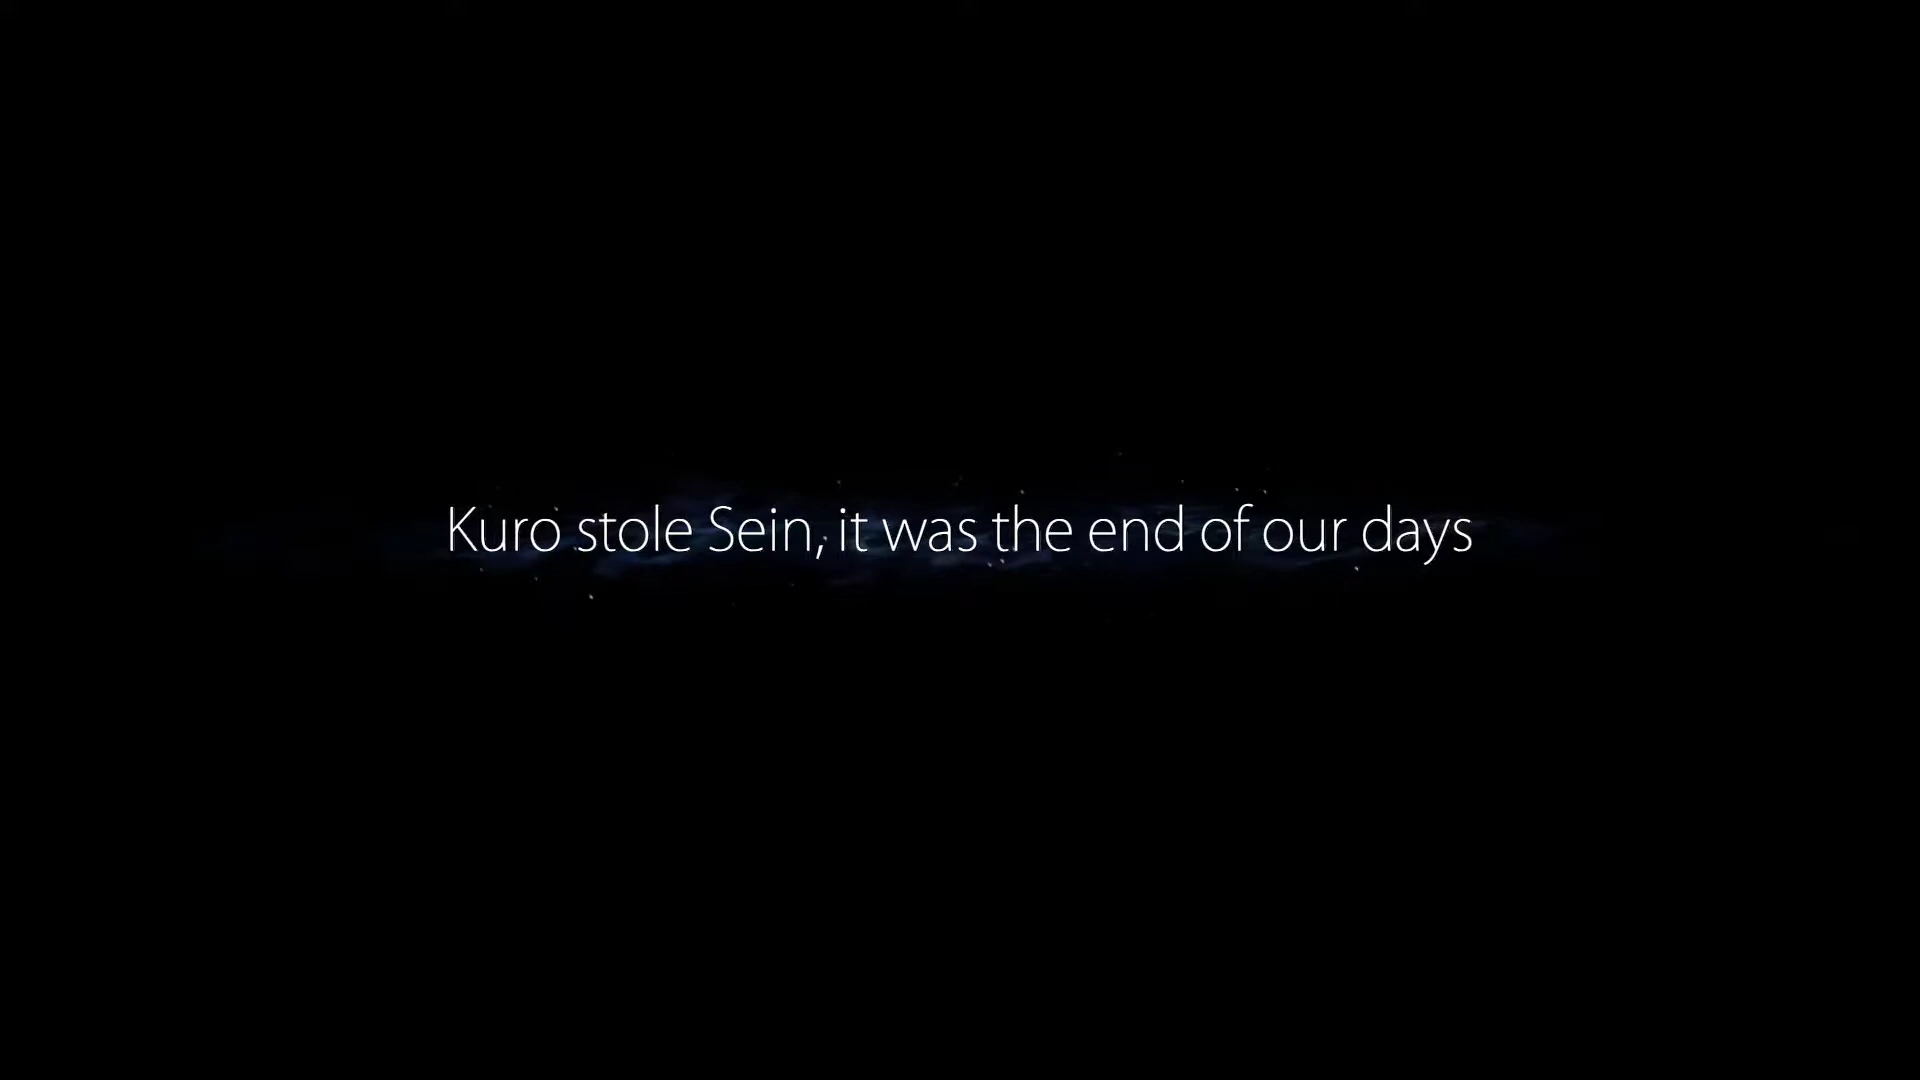 Kuro stole Sein, it was the end of our days